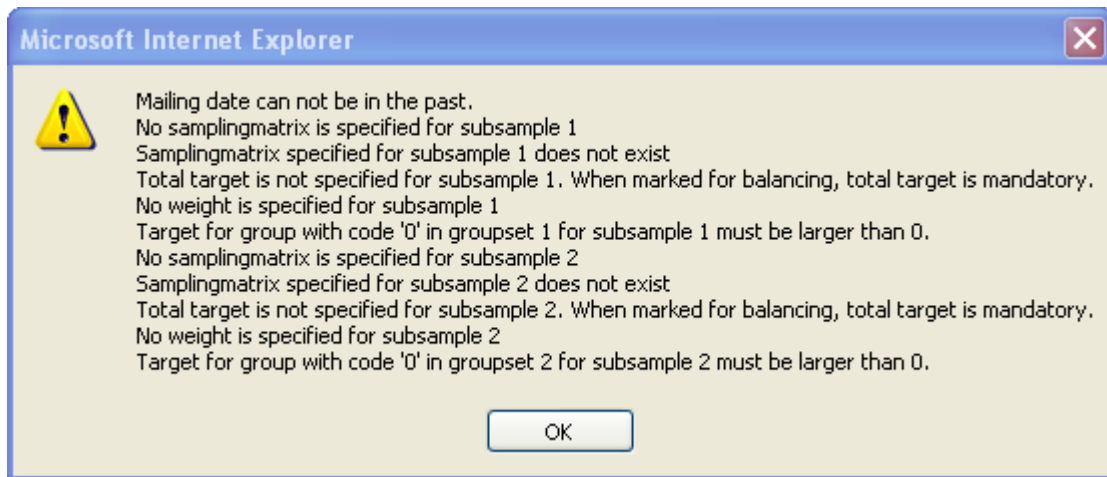 Microsoft Internet Explorer
Mailing date can not be in the past.
No samplingmatrix is specified for subsample 1
Samplingmatrix specified for subsample 1 does not exist
Total target is not specified for subsample 1. When marked for balancing, total target is mandatory.
No weight is specified for subsample 1
Target for group with code '0' in groupset 1 for subsample 1 must be larger than 0.
No samplingmatrix is specified for subsample 2
Samplingmatrix specified for subsample 2 does not exist
Total target is not specified for subsample 2. When marked for balancing, total target is mandatory.
No weight is specified for subsample 2
Target for group with code '0' in groupset 2 for subsample 2 must be larger than 0.
OK